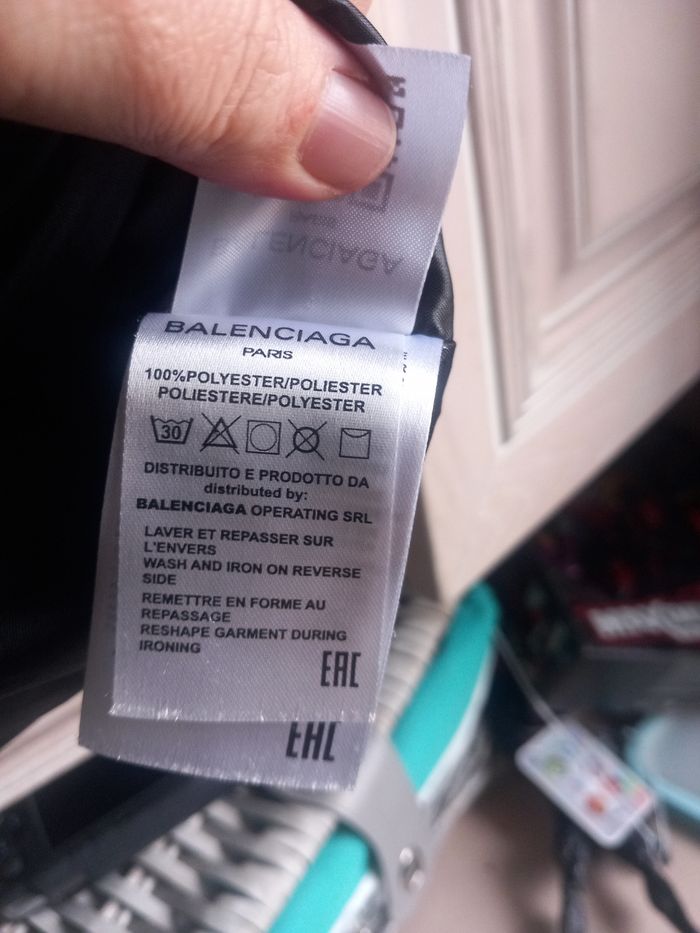 BALENCIAGA
BALENCIAGA
PARIS
100%POLYESTER/POLIESTER
POLIESTERE/POLYESTER
30
DISTRIBUITO E PRODOTTO DA
distributed by:
BALENCIAGA OPERATING SRL
LAVER ET REPASSER SUR
L'ENVERS
WASH AND IRON ON REVERSE
SIDE
REMETTRE EN FORME AU
REPASSAGE
RESHAPE GARMENT DURING
IRONING
EAC
EAC